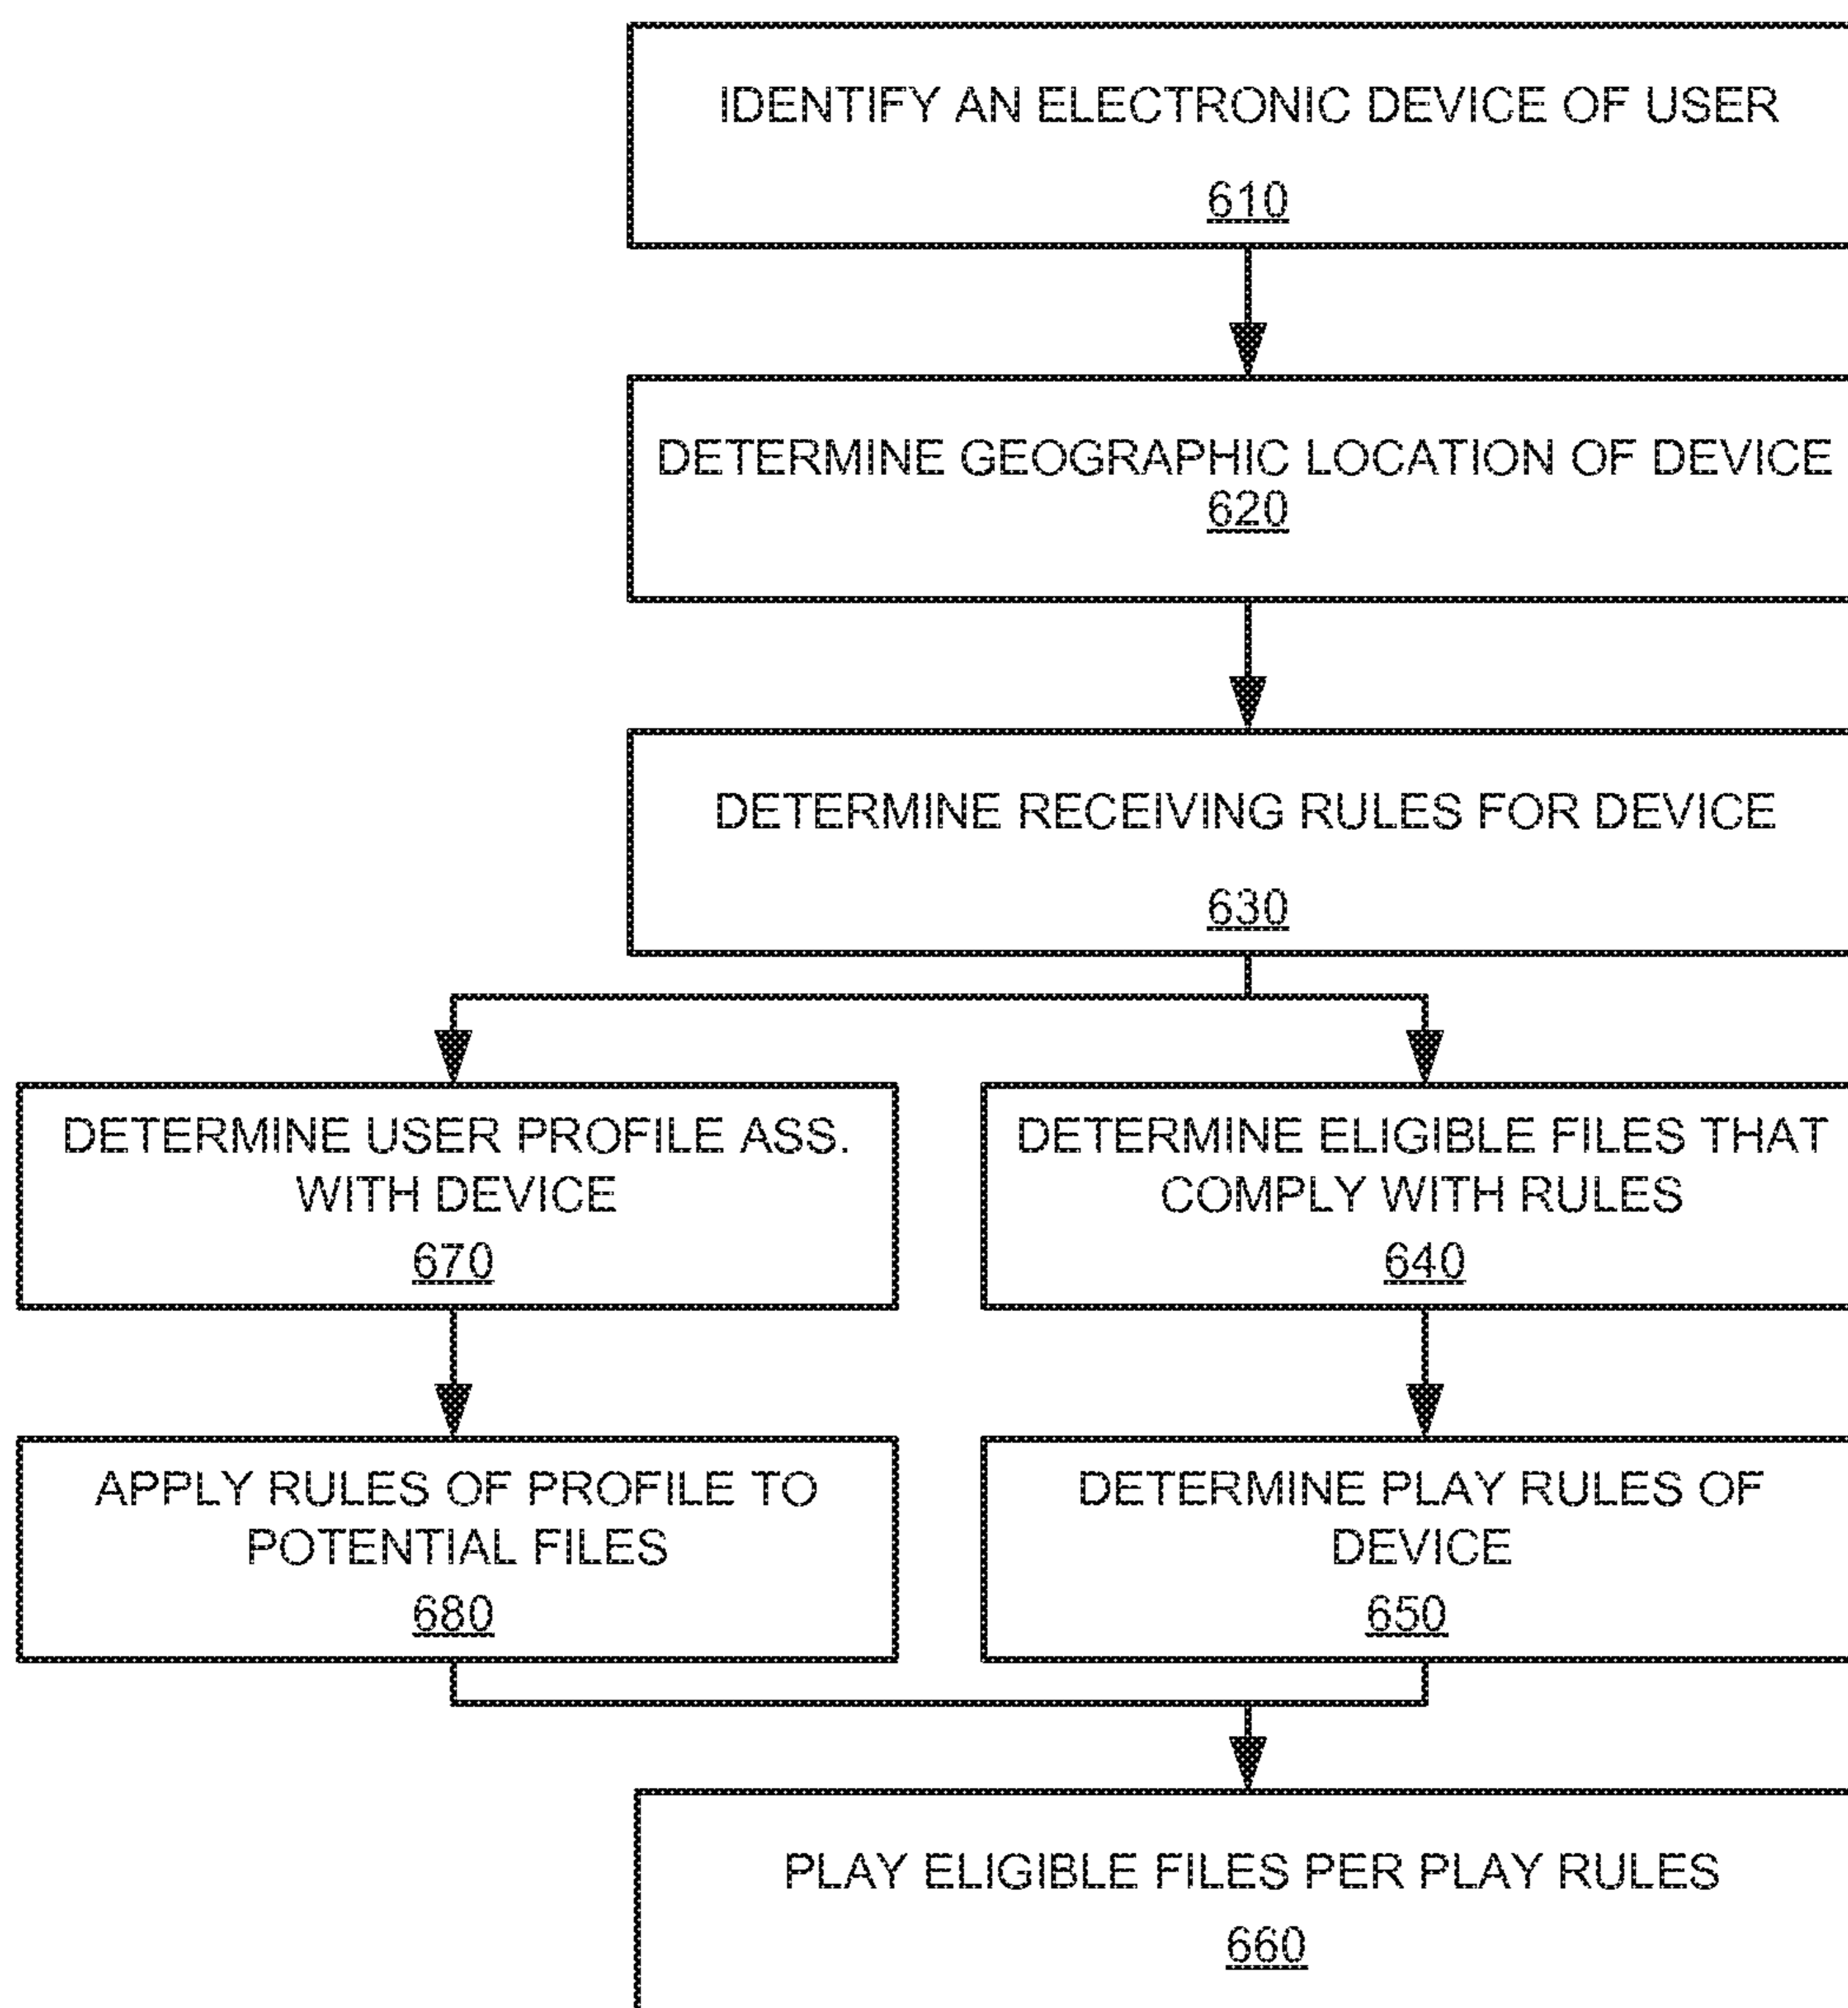 IDENTIFY AN ELECTRONIC DEVICE OF USER
610
DETERMINE GEOGRAPHIC LOCATION OF DEVICE
620
DETERMINE RECEIVING RULES FOR DEVICE
630
DETERMINE USER PROFILE ASS.
WITH DEVICE
670
DETERMINE ELIGIBLE FILES THAT
COMPLY WITH RULES
640
APPLY RULES OF PROFILE TO
POTENTIAL FILES
680
DETERMINE PLAY RULES OF
DEVICE
650
PLAY ELIGIBLE FILES PER PLAY RULES
660